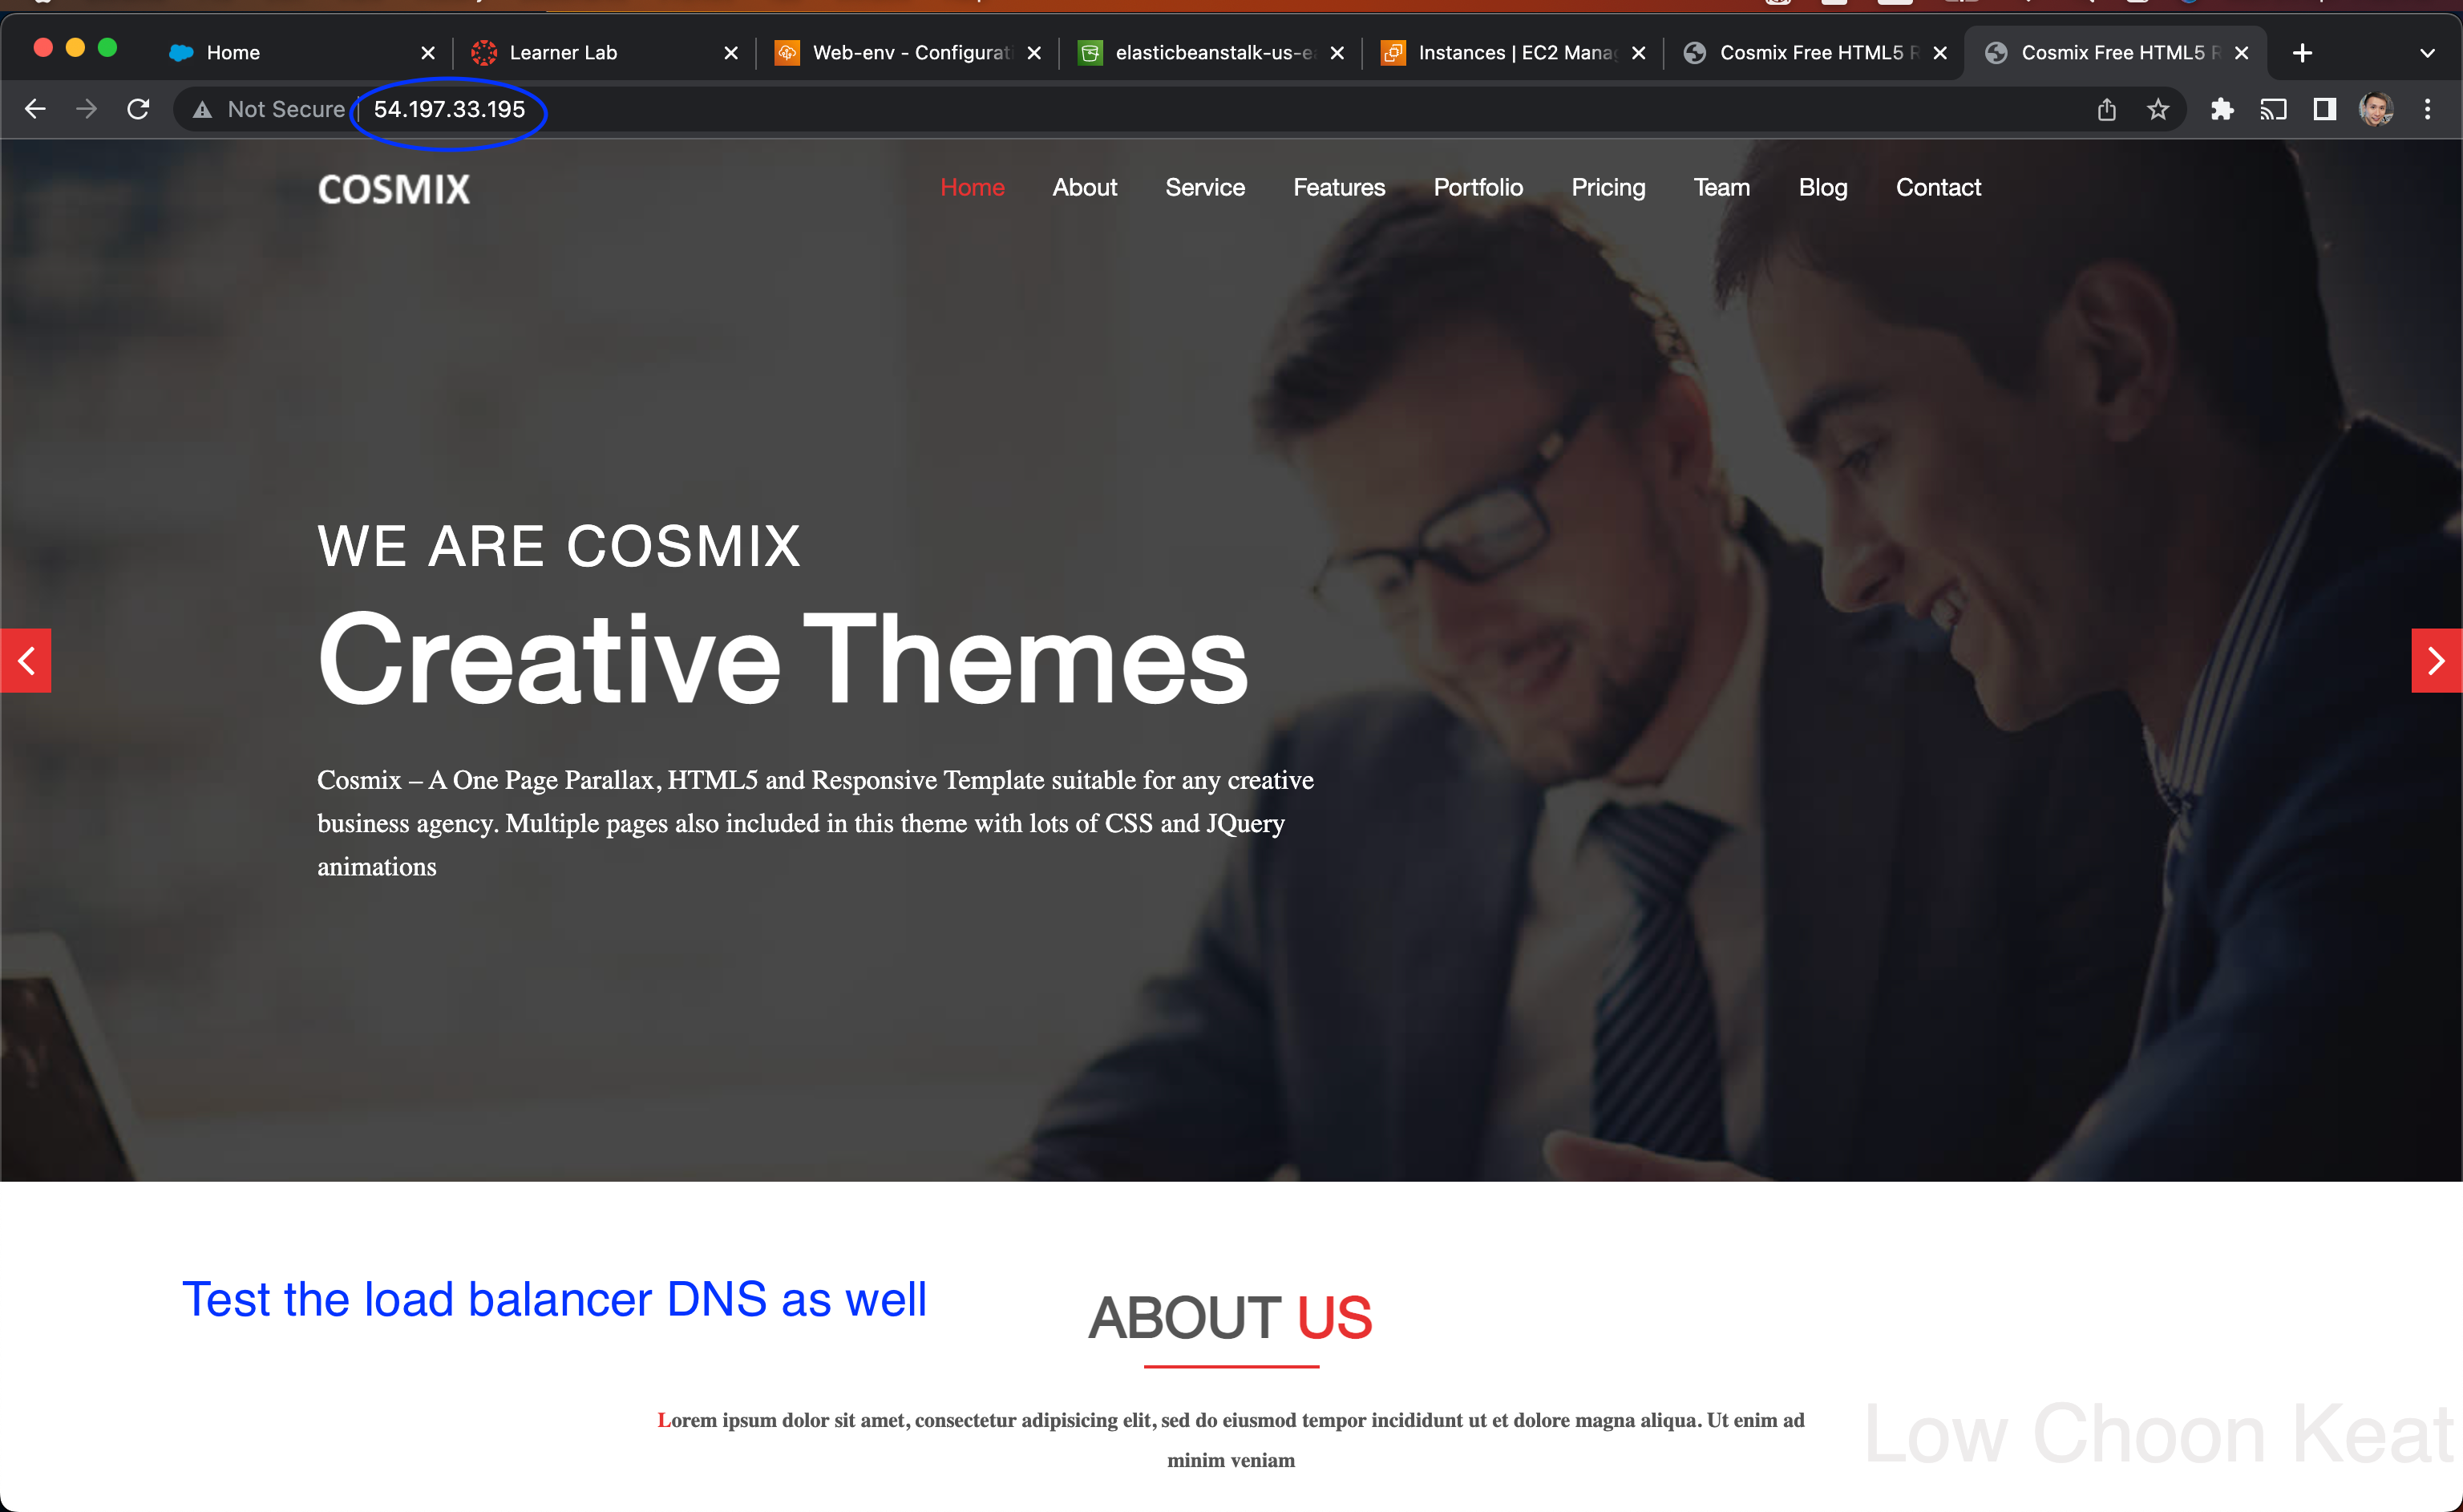 Home
Learner Lab
Web-env - Configurati
elasticbeanstalk-us-ea
Instances | EC2 Manag
Cosmix Free HTML5 R
Cosmix Free HTML5 R
Not Secure
54.197.33.195
COSMIX
Home About Service Features Portfolio Pricing Team Blog Contact
WE ARE COSMIX
Creative Themes
Cosmix – A One Page Parallax, HTML5 and Responsive Template suitable for any creative
business agency. Multiple pages also included in this theme with lots of CSS and JQuery
animations
Test the load balancer DNS as well
ABOUT US
Lorem ipsum dolor sit amet, consectetur adipisicing elit, sed do eiusmod tempor incididunt ut et dolore magna aliqua. Ut enim ad
minim veniam
Low Choon Keat